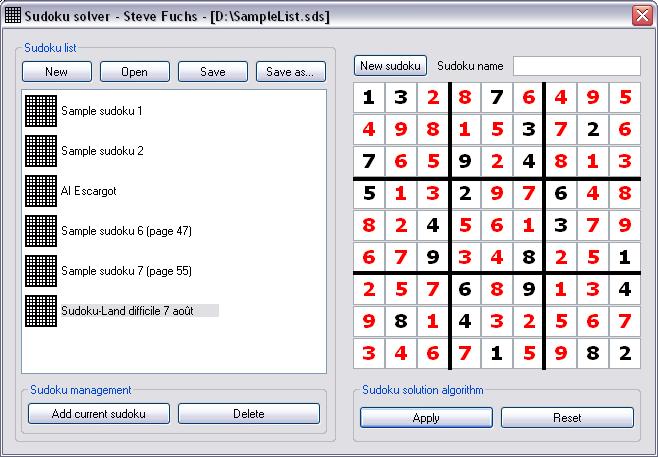 Sudoku solver - Steve Fuchs - [D:\SampleList.sds]
Sudoku list
New Open Save Save as...
Sample sudoku 1
Sample sudoku 2
Al Escargot
Sample sudoku 6 (page 47)
Sample sudoku 7 (page 55)
Sudoku-Land difficile 7 août
Sudoku management
Add current sudoku Delete
New sudoku Sudoku name
1 3 2 8 7 6 4 9 5
4 9 8 1 5 3 7 2 6
7 6 5 9 2 4 8 1 3
5 1 3 2 9 7 6 4 8
8 2 4 5 6 1 3 7 9
6 7 9 3 4 8 2 5 1
2 5 7 6 8 9 1 3 4
9 8 1 4 3 2 5 6 7
3 4 6 7 1 5 9 8 2
Sudoku solution algorithm
Apply Reset